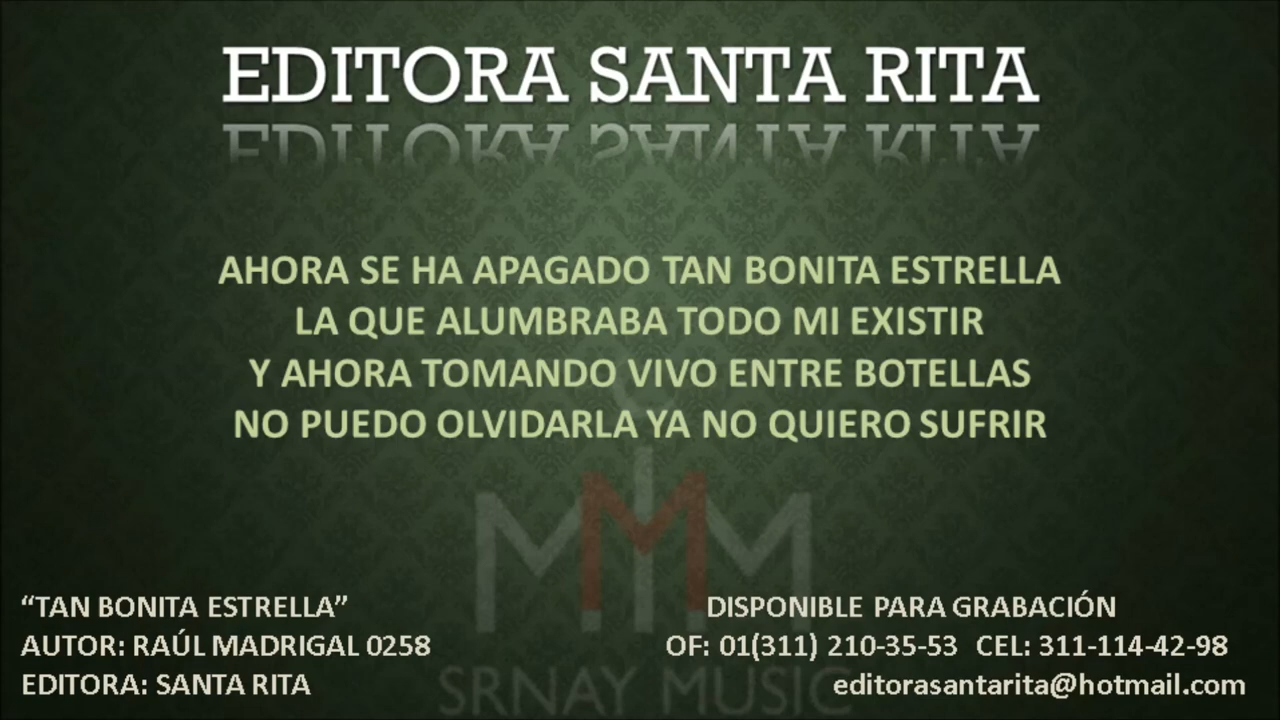 EDITORA SANTA RITA
AHORA SE HA APAGADO TAN BONITA ESTRELLA
LA QUE ALUMBRABA TODO MI EXISTIR
Y AHORA TOMANDO VIVO ENTRE BOTELLAS
NO PUEDO OLVIDARLA YA NO QUIERO SUFRIR
“TAN BONITA ESTRELLA”
AUTOR: RAÚL MADRIGAL 0258
EDITORA: SANTA RITA
DISPONIBLE PARA GRABACIÓN
OF: 01(311) 210-35-53 CEL: 311-114-42-98
editorasantarita@hotmail.com
MMM
SRNAY MUSIC